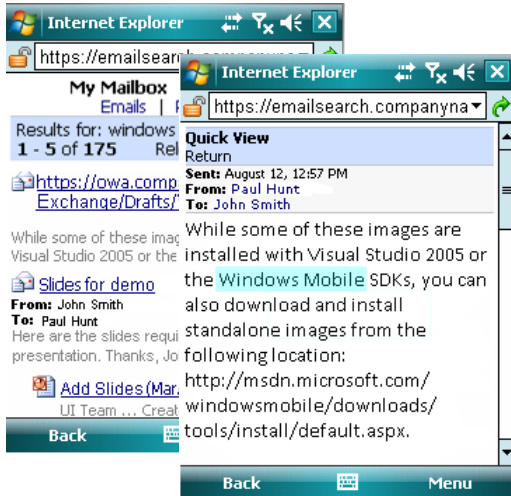 Internet Explorer
https://emailsearch.companyna
My Mailbox
Emails |
Results for: windows
1 - 5 of 175 Rel
https://owa.comp
Exchange/Drafts/
While some of these imag
Visual Studio 2005 or the
Slides for demo
From: John Smith
To: Paul Hunt
Here are the slides requi
presentation. Thanks, Jo
Add Slides (Mar
UI Team ... Creat
Back
Internet Explorer
https://emailsearch.companyna
Quick View
Return
Sent: August 12, 12:57 PM
From: Paul Hunt
To: John Smith
While some of these images are
installed with Visual Studio 2005 or
the Windows Mobile SDKs, you can
also download and install
standalone images from the
following location:
http://msdn.microsoft.com/
windowsmobile/downloads/
tools/install/default.aspx.
Back Menu